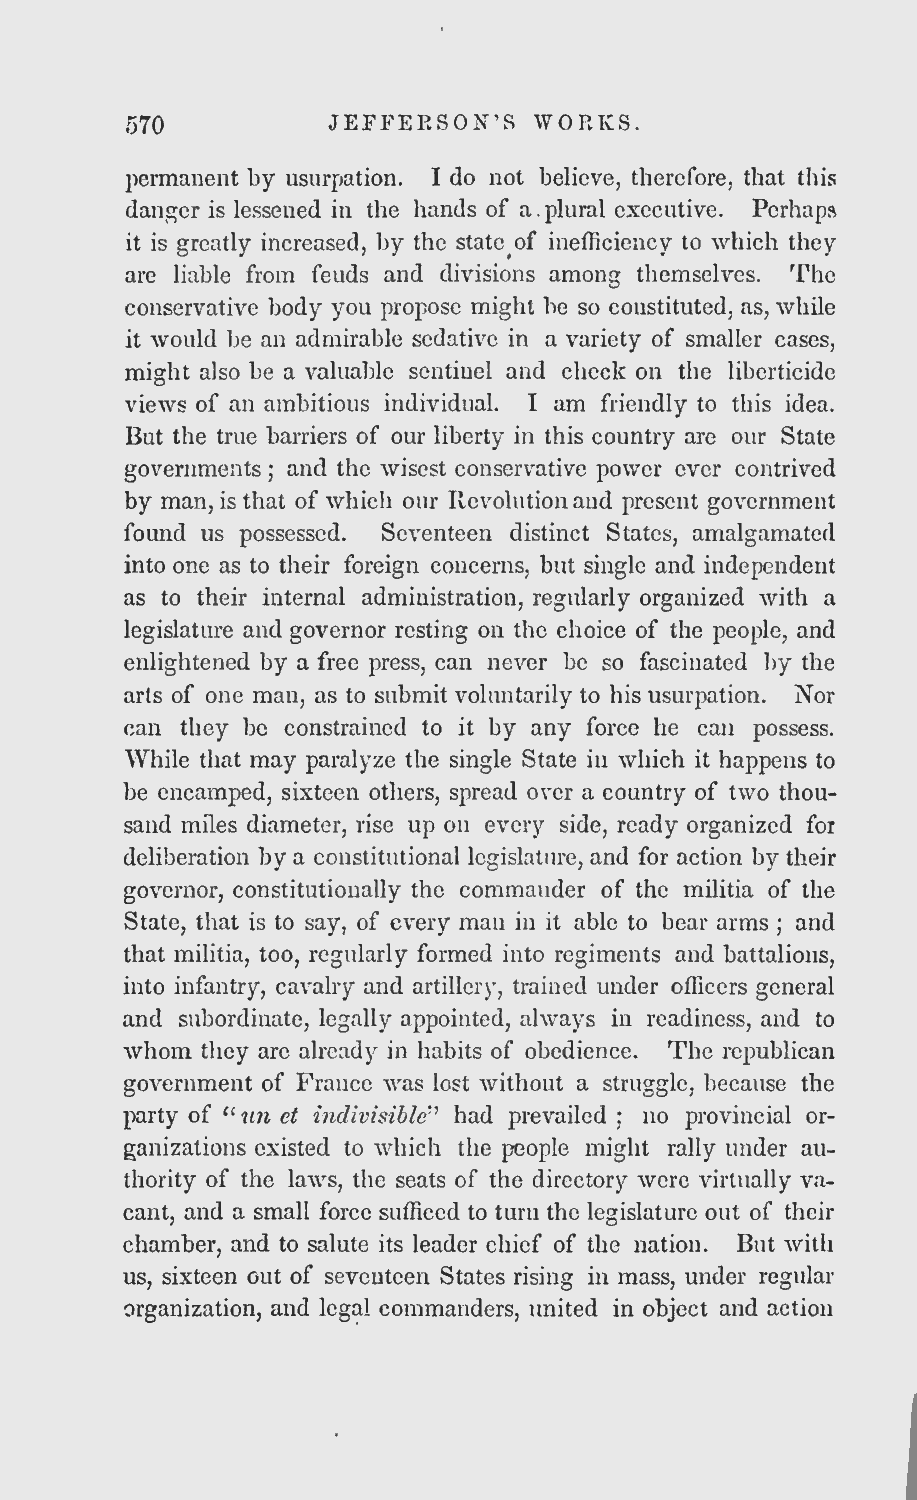 570 JEFFERSON'S WORKS.
permanent by usurpation. I do not believe, therefore, that this
danger is lessened in the hands of a plural executive. Perhaps
it is greatly increased, by the state of inefficiency to which they
are liable from feuds and divisions among themselves. The
conservative body you propose might be so constituted, as, while
it would be an admirable sedative in a variety of smaller cases,
might also be a valuable sentinel and check on the liberticide
views of an ambitious individual. I am friendly to this idea.
But the true barriers of our liberty in this country are our State
governments; and the wisest conservative power ever contrived
by man, is that of which our Revolution and present government
found us possessed. Seventeen distinct States, amalgamated
into one as to their foreign concerns, but single and independent
as to their internal administration, regularly organized with a
legislature and governor resting on the choice of the people, and
enlightened by a free press, can never be so fascinated by the
arts of one man, as to submit voluntarily to his usurpation. Nor
can they be constrained to it by any force he can possess.
While that may paralyze the single State in which it happens to
be encamped, sixteen others, spread over a country of two thou-
sand miles diameter, rise up on every side, ready organized for
deliberation by a constitutional legislature, and for action by their
governor, constitutionally the commander of the militia of the
State, that is to say, of every man in it able to bear arms; and
that militia, too, regularly formed into regiments and battalions,
into infantry, cavalry and artillery, trained under officers general
and subordinate, legally appointed, always in readiness, and to
whom they are already in habits of obedience. The republican
government of France was lost without a struggle, because the
party of "un et indivisible" had prevailed; no provincial or-
ganizations existed to which the people might rally under au-
thority of the laws, the seats of the directory were virtually va-
cant, and a small force sufficed to turn the legislature out of their
chamber, and to salute its leader chief of the nation. But with
us, sixteen out of seventeen States rising in mass, under regular
organization, and legal commanders, united in object and action